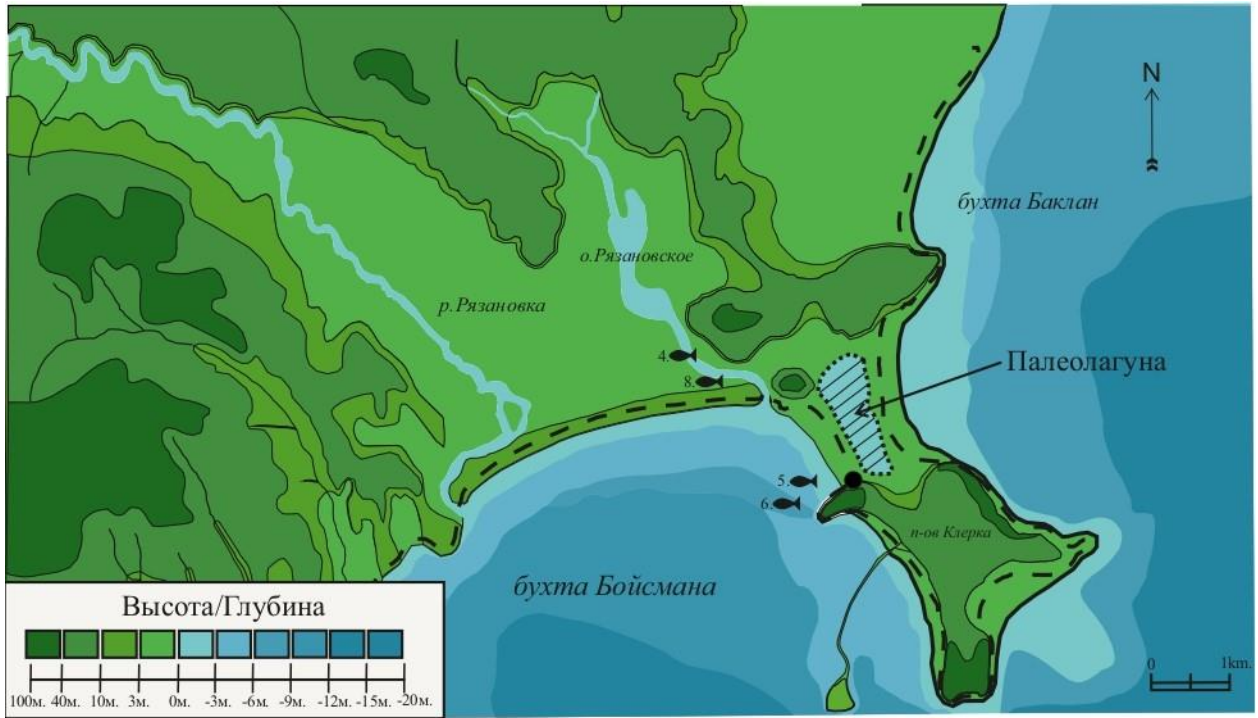 N
бухта Баклан
о.Рязановское
р.Рязановка
4.
8.
Палеолагуна
5.
6.
п-ов Клерка
бухта Бойсмана
Высота/Глубина
100м. 40м. 10м. 3м. 0м. -3м. -6м. -9м. -12м. -15м. -20м.
0 1km.